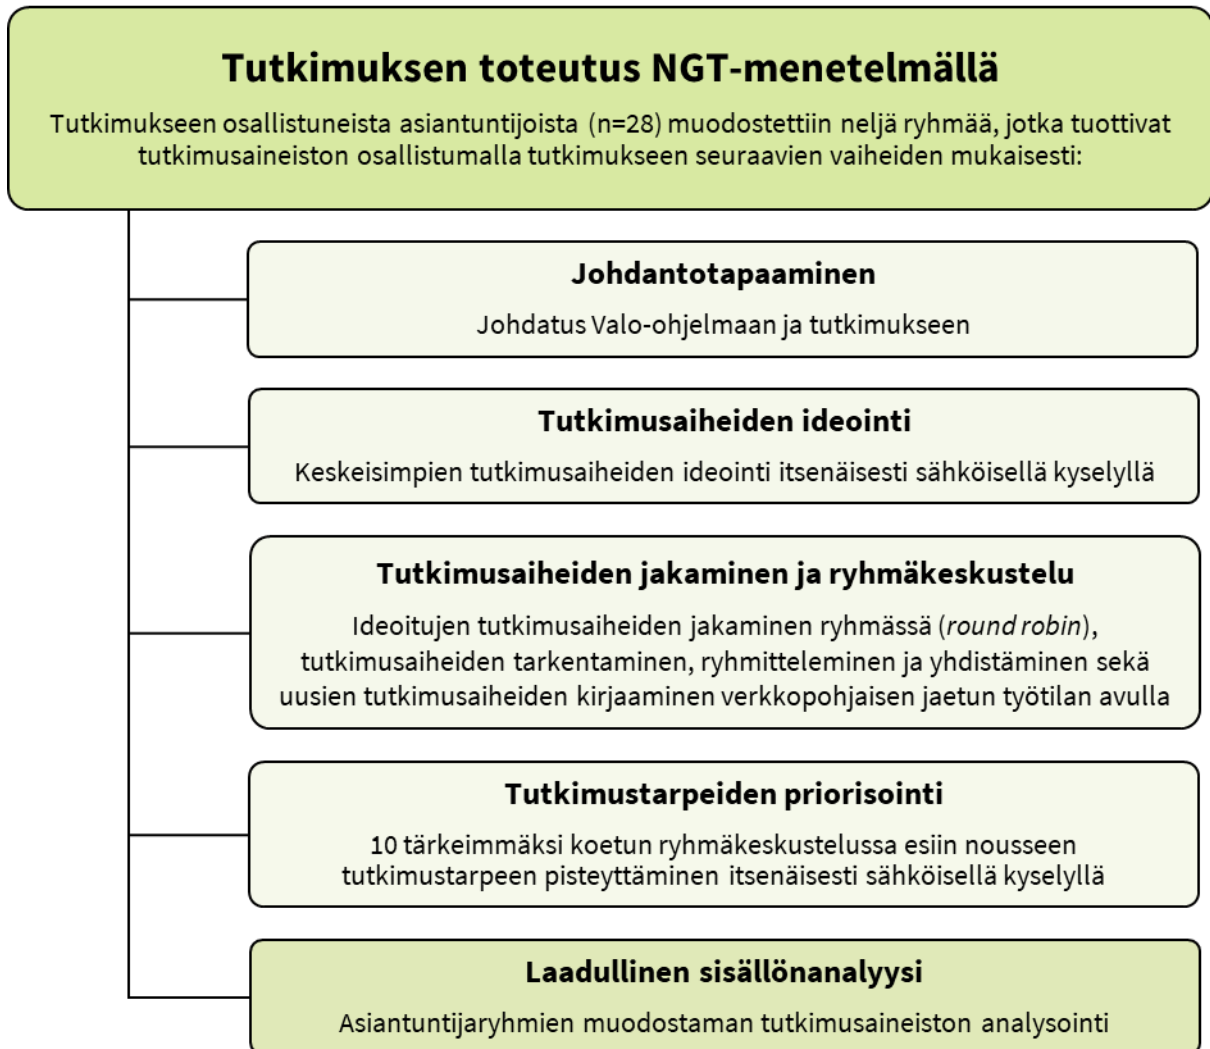 Tutkimuksen toteutus NGT-menetelmällä
Tutkimukseen osallistuneista asiantuntijoista (n=28) muodostettiin neljä ryhmää, jotka tuottivat
tutkimusaineiston osallistumalla tutkimukseen seuraavien vaiheiden mukaisesti:
Johdantotapaaminen
Johdatus Valo-ohjelmaan ja tutkimukseen
Tutkimusaiheiden ideointi
Keskeisimpien tutkimusaiheiden ideointi itsenäisesti sähköisellä kyselyllä
Tutkimusaiheiden jakaminen ja ryhmäkeskustelu
Ideoitujen tutkimusaiheiden jakaminen ryhmässä (round robin),
tutkimusaiheiden tarkentaminen, ryhmitteleminen ja yhdistäminen sekä
uusien tutkimusaiheiden kirjaaminen verkkopohjaisen jaetun työtilan avulla
Tutkimustarpeiden priorisointi
10 tärkeimmäksi koetun ryhmäkeskustelussa esiin nousseen
tutkimustarpeen pisteyttäminen itsenäisesti sähköisellä kyselyllä
Laadullinen sisällönanalyysi
Asiantuntijaryhmien muodostaman tutkimusaineiston analysointi